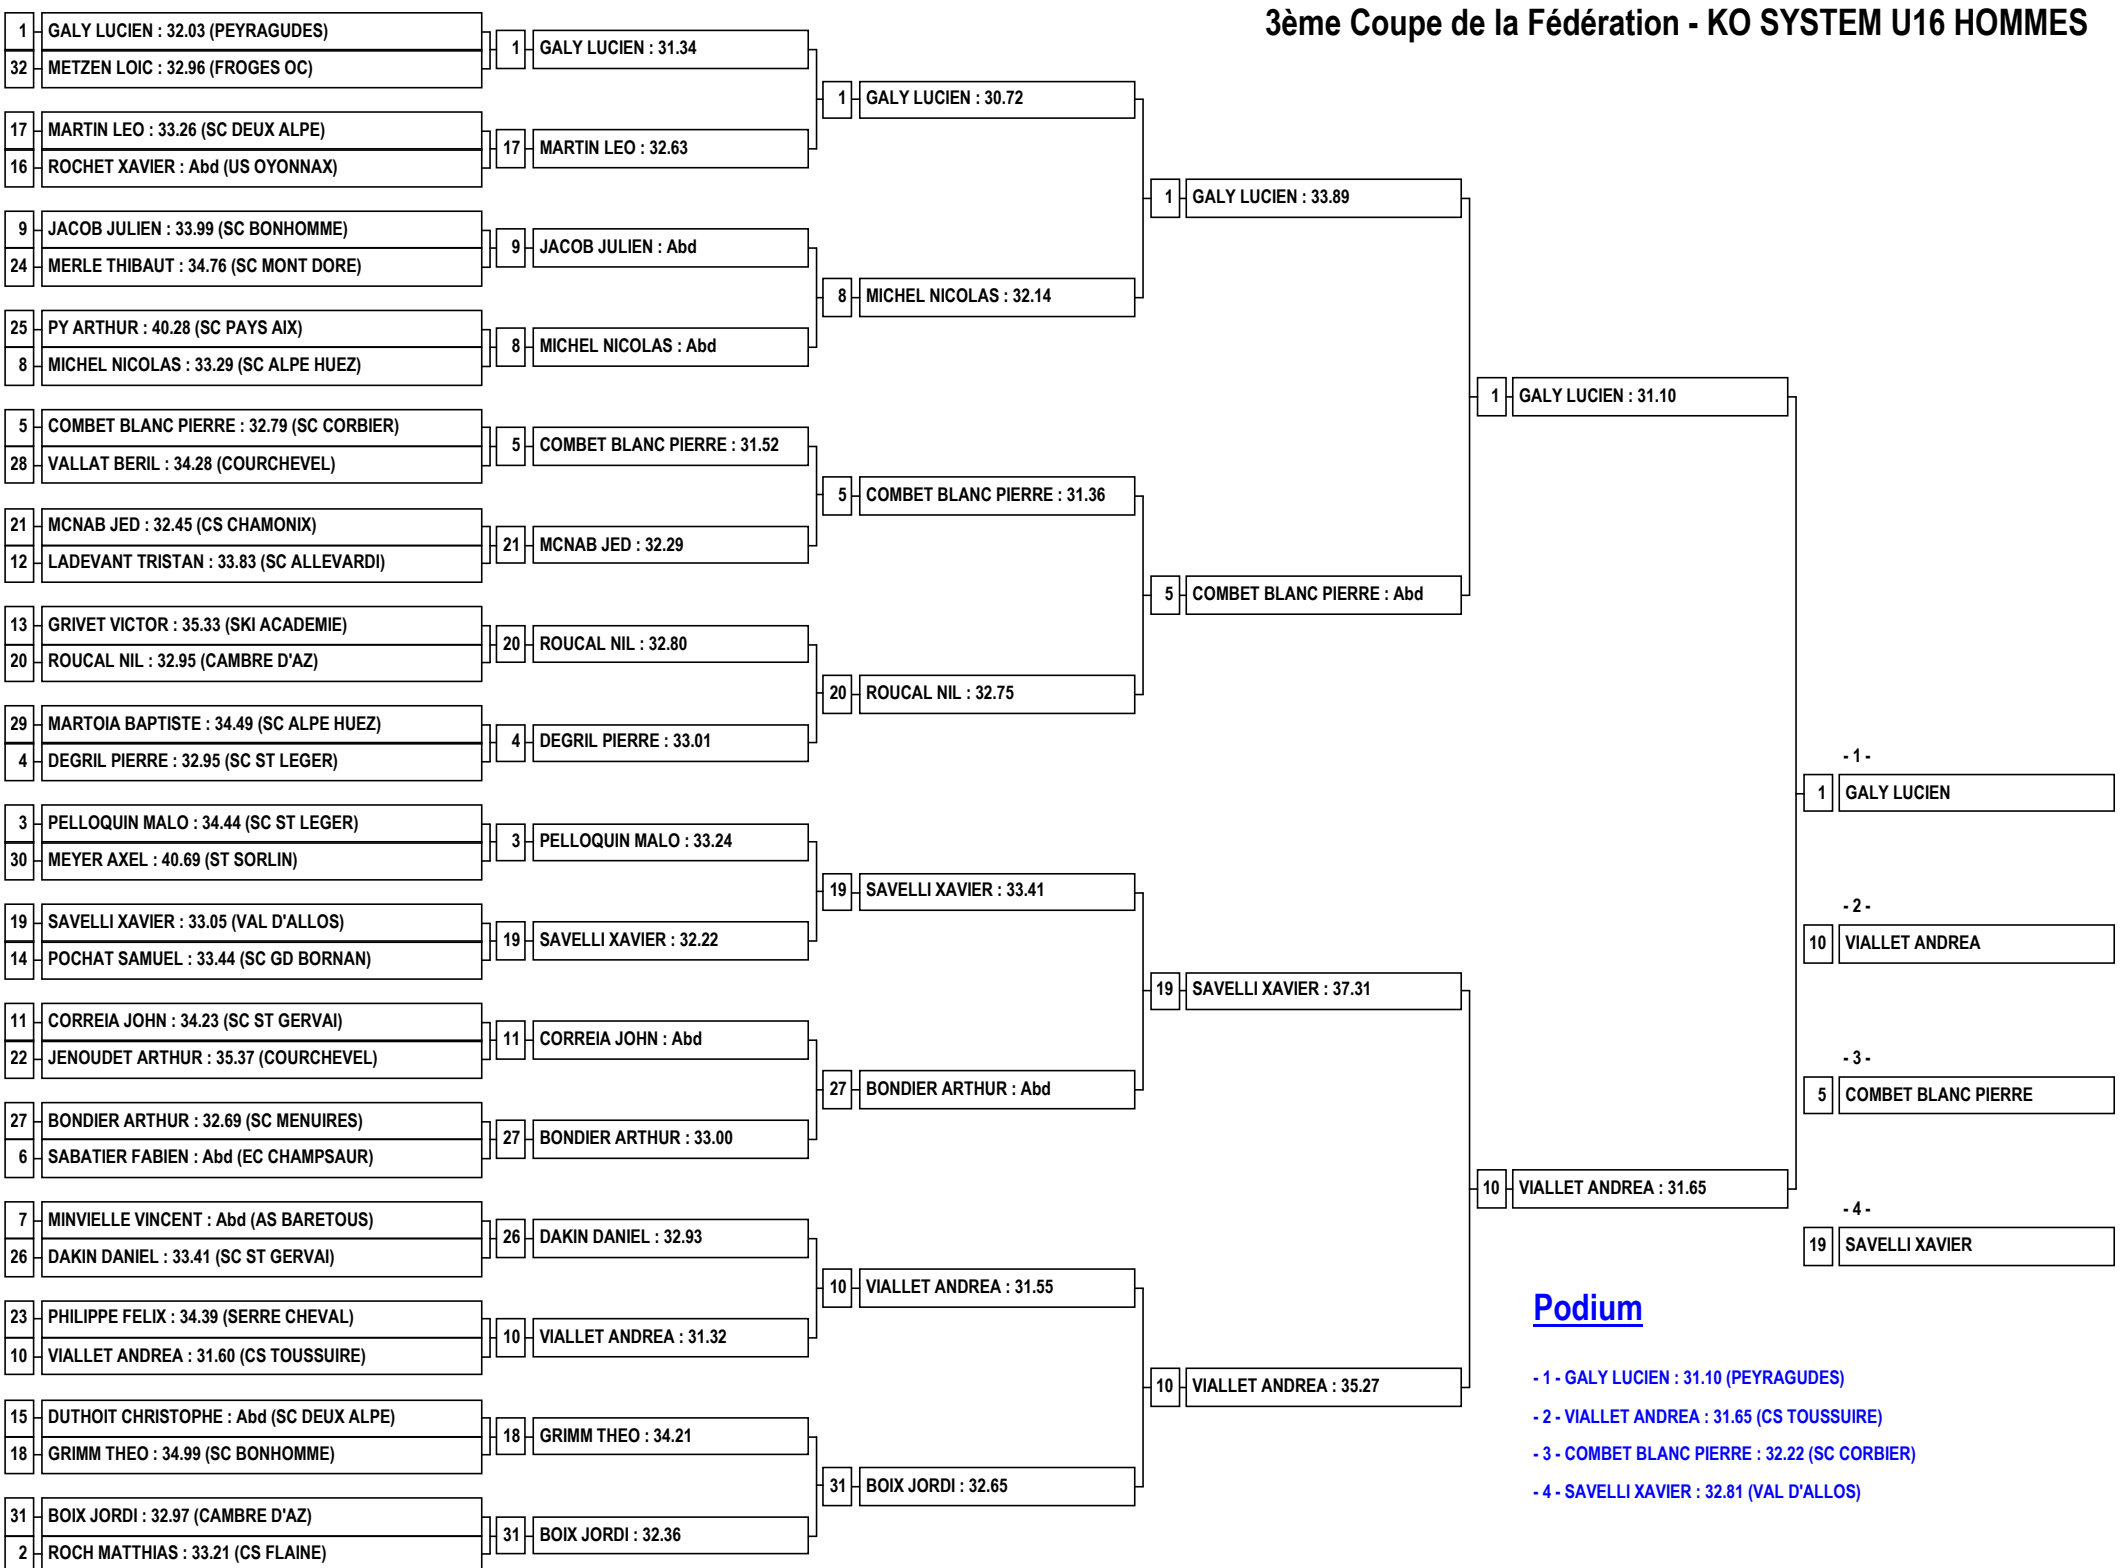 3ème Coupe de la Fédération - KO SYSTEM U16 HOMMES
1 GALY LUCIEN : 32.03 (PEYRAGUDES)
32 METZEN LOIC : 32.96 (FROGES OC)
17 MARTIN LEO : 33.26 (SC DEUX ALPE)
16 ROCHET XAVIER : Abd (US OYONNAX)
9 JACOB JULIEN : 33.99 (SC BONHOMME)
24 MERLE THIBAUT : 34.76 (SC MONT DORE)
25 PY ARTHUR : 40.28 (SC PAYS AIX)
8 MICHEL NICOLAS : 33.29 (SC ALPE HUEZ)
5 COMBET BLANC PIERRE : 32.79 (SC CORBIER)
28 VALLAT BERIL : 34.28 (COURCHEVEL)
21 MCNAB JED : 32.45 (CS CHAMONIX)
12 LADEVANT TRISTAN : 33.83 (SC ALLEVARDI)
13 GRIVET VICTOR : 35.33 (SKI ACADEMIE)
20 ROUCAL NIL : 32.95 (CAMBRE D'AZ)
29 MARTOIA BAPTISTE : 34.49 (SC ALPE HUEZ)
4 DEGRIL PIERRE : 32.95 (SC ST LEGER)
3 PELLOQUIN MALO : 34.44 (SC ST LEGER)
30 MEYER AXEL : 40.69 (ST SORLIN)
19 SAVELLI XAVIER : 33.05 (VAL D'ALLOS)
14 POCHAT SAMUEL : 33.44 (SC GD BORNAN)
11 CORREIA JOHN : 34.23 (SC ST GERVAI)
22 JENOUDET ARTHUR : 35.37 (COURCHEVEL)
27 BONDIER ARTHUR : 32.69 (SC MENUIRES)
6 SABATIER FABIEN : Abd (EC CHAMPSAUR)
7 MINVIELLE VINCENT : Abd (AS BARETOUS)
26 DAKIN DANIEL : 33.41 (SC ST GERVAI)
23 PHILIPPE FELIX : 34.39 (SERRE CHEVAL)
10 VIALLET ANDREA : 31.60 (CS TOUSSUIRE)
15 DUTHOIT CHRISTOPHE : Abd (SC DEUX ALPE)
18 GRIMM THEO : 34.99 (SC BONHOMME)
31 BOIX JORDI : 32.97 (CAMBRE D'AZ)
2 ROCH MATTHIAS : 33.21 (CS FLAINE)
1 GALY LUCIEN : 31.34
17 MARTIN LEO : 32.63
9 JACOB JULIEN : Abd
8 MICHEL NICOLAS : Abd
5 COMBET BLANC PIERRE : 31.52
21 MCNAB JED : 32.29
20 ROUCAL NIL : 32.80
4 DEGRIL PIERRE : 33.01
3 PELLOQUIN MALO : 33.24
19 SAVELLI XAVIER : 32.22
11 CORREIA JOHN : Abd
27 BONDIER ARTHUR : 33.00
26 DAKIN DANIEL : 32.93
10 VIALLET ANDREA : 31.32
18 GRIMM THEO : 34.21
31 BOIX JORDI : 32.36
1 GALY LUCIEN : 30.72
8 MICHEL NICOLAS : 32.14
5 COMBET BLANC PIERRE : 31.36
20 ROUCAL NIL : 32.75
19 SAVELLI XAVIER : 33.41
27 BONDIER ARTHUR : Abd
10 VIALLET ANDREA : 31.55
31 BOIX JORDI : 32.65
1 GALY LUCIEN : 33.89
5 COMBET BLANC PIERRE : Abd
19 SAVELLI XAVIER : 37.31
10 VIALLET ANDREA : 35.27
1 GALY LUCIEN : 31.10
10 VIALLET ANDREA : 31.65
- 1 -
1 GALY LUCIEN
- 2 -
10 VIALLET ANDREA
- 3 -
5 COMBET BLANC PIERRE
- 4 -
19 SAVELLI XAVIER
Podium
- 1 - GALY LUCIEN : 31.10 (PEYRAGUDES)
- 2 - VIALLET ANDREA : 31.65 (CS TOUSSUIRE)
- 3 - COMBET BLANC PIERRE : 32.22 (SC CORBIER)
- 4 - SAVELLI XAVIER : 32.81 (VAL D'ALLOS)